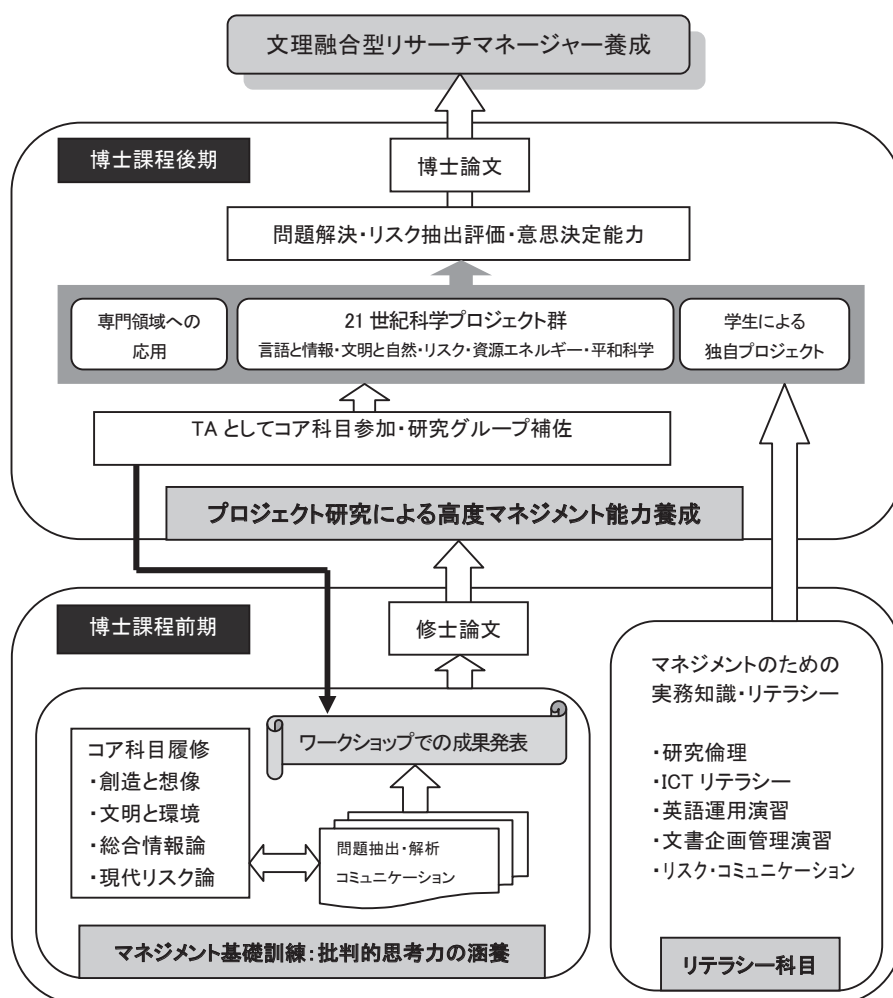 文理融合型リサーチマネージャー養成
博士課程後期
博士論文
問題解決・リスク抽出評価・意思決定能力
専門領域への
応用
21 世紀科学プロジェクト群
言語と情報・文明と自然・リスク・資源エネルギー・平和科学
学生による
独自プロジェクト
TA としてコア科目参加・研究グループ補佐
プロジェクト研究による高度マネジメント能力養成
博士課程前期
修士論文
ワークショップでの成果発表
コア科目履修
・創造と想像
・文明と環境
・総合情報論
・現代リスク論
問題抽出・解析
コミュニケーション
マネジメント基礎訓練：批判的思考力の涵養
マネジメントのための
実務知識・リテラシー
・研究倫理
・ICT リテラシー
・英語運用演習
・文書企画管理演習
・リスク・コミュニケーション
リテラシー科目